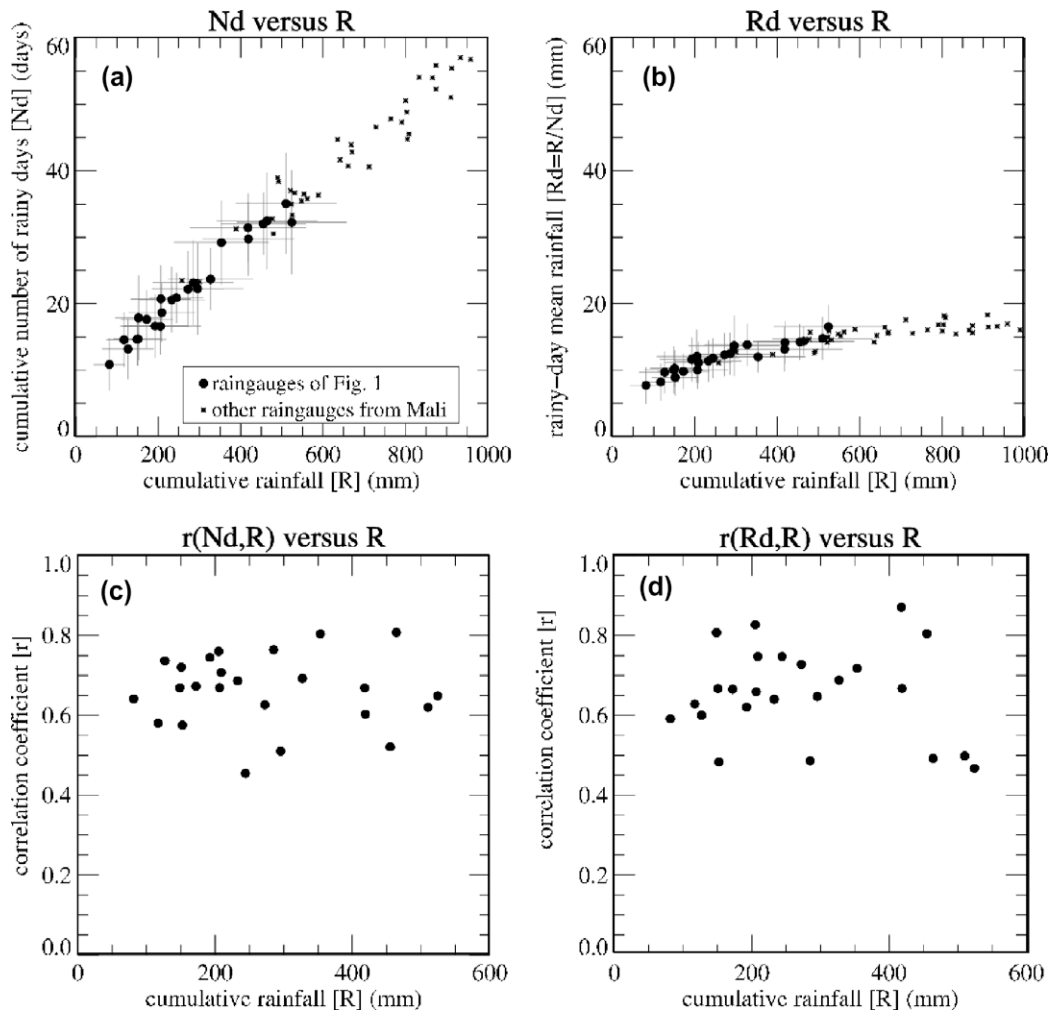 Nd versus R
cumulative number of rainy days [Nd] (days)
60
40
20
0
(a)
raingauges of Fig. 1
other raingauges from Mali
0 200 400 600 800 1000
cumulative rainfall [R] (mm)
Rd versus R
rainy-day mean rainfall [Rd=R/Nd] (mm)
60
40
20
0
(b)
0 200 400 600 800 1000
cumulative rainfall [R] (mm)
r(Nd,R) versus R
correlation coefficient [r]
1.0
0.8
0.6
0.4
0.2
0.0
(c)
0 200 400 600
cumulative rainfall [R] (mm)
r(Rd,R) versus R
correlation coefficient [r]
1.0
0.8
0.6
0.4
0.2
0.0
(d)
0 200 400 600
cumulative rainfall [R] (mm)